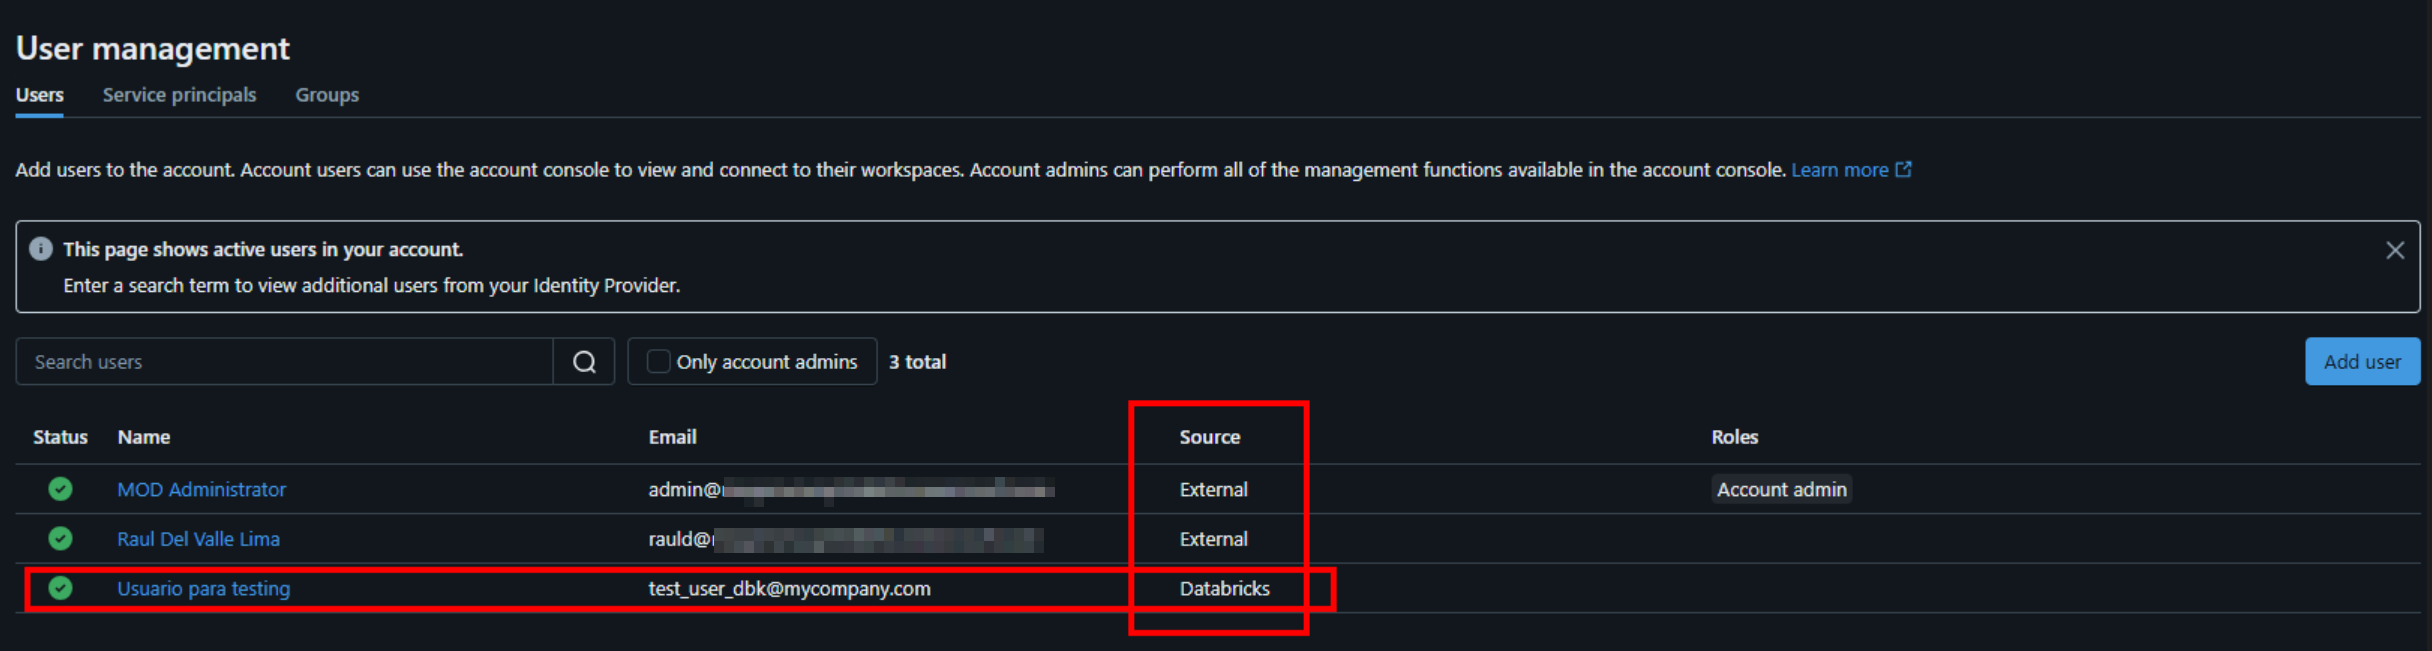 User management
Users Service principals Groups
Add users to the account. Account users can use the account console to view and connect to their workspaces. Account admins can perform all of the management functions available in the account console. Learn more
This page shows active users in your account.
Enter a search term to view additional users from your Identity Provider.
Search users Only account admins 3 total Add user
Status Name Email Source Roles
MOD Administrator admin@ External Account admin
Raul Del Valle Lima rauld@ External
Usuario para testing test_user_dbk@mycompany.com Databricks